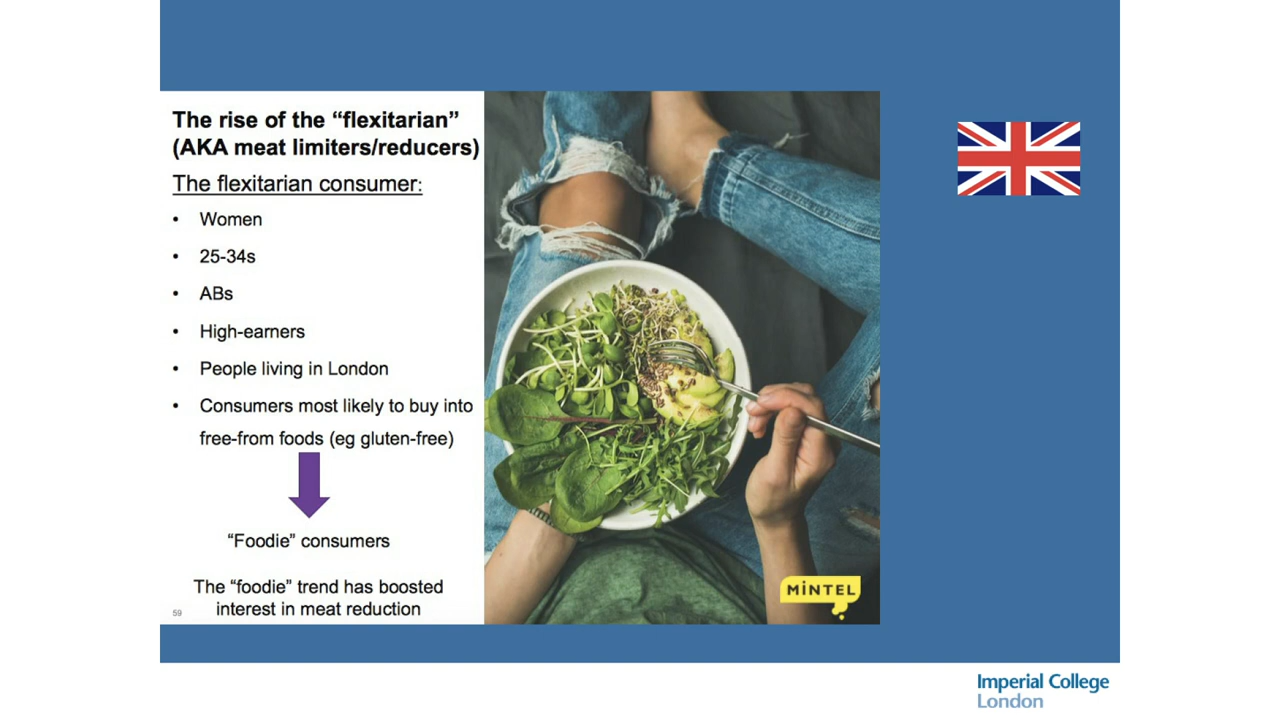 The rise of the “flexitarian”
(AKA meat limiters/reducers)
The flexitarian consumer:
• Women
• 25-34s
• ABs
• High-earners
• People living in London
• Consumers most likely to buy into
free-from foods (eg gluten-free)
“Foodie” consumers
The “foodie” trend has boosted
interest in meat reduction
59
MiNTEL
Imperial College
London